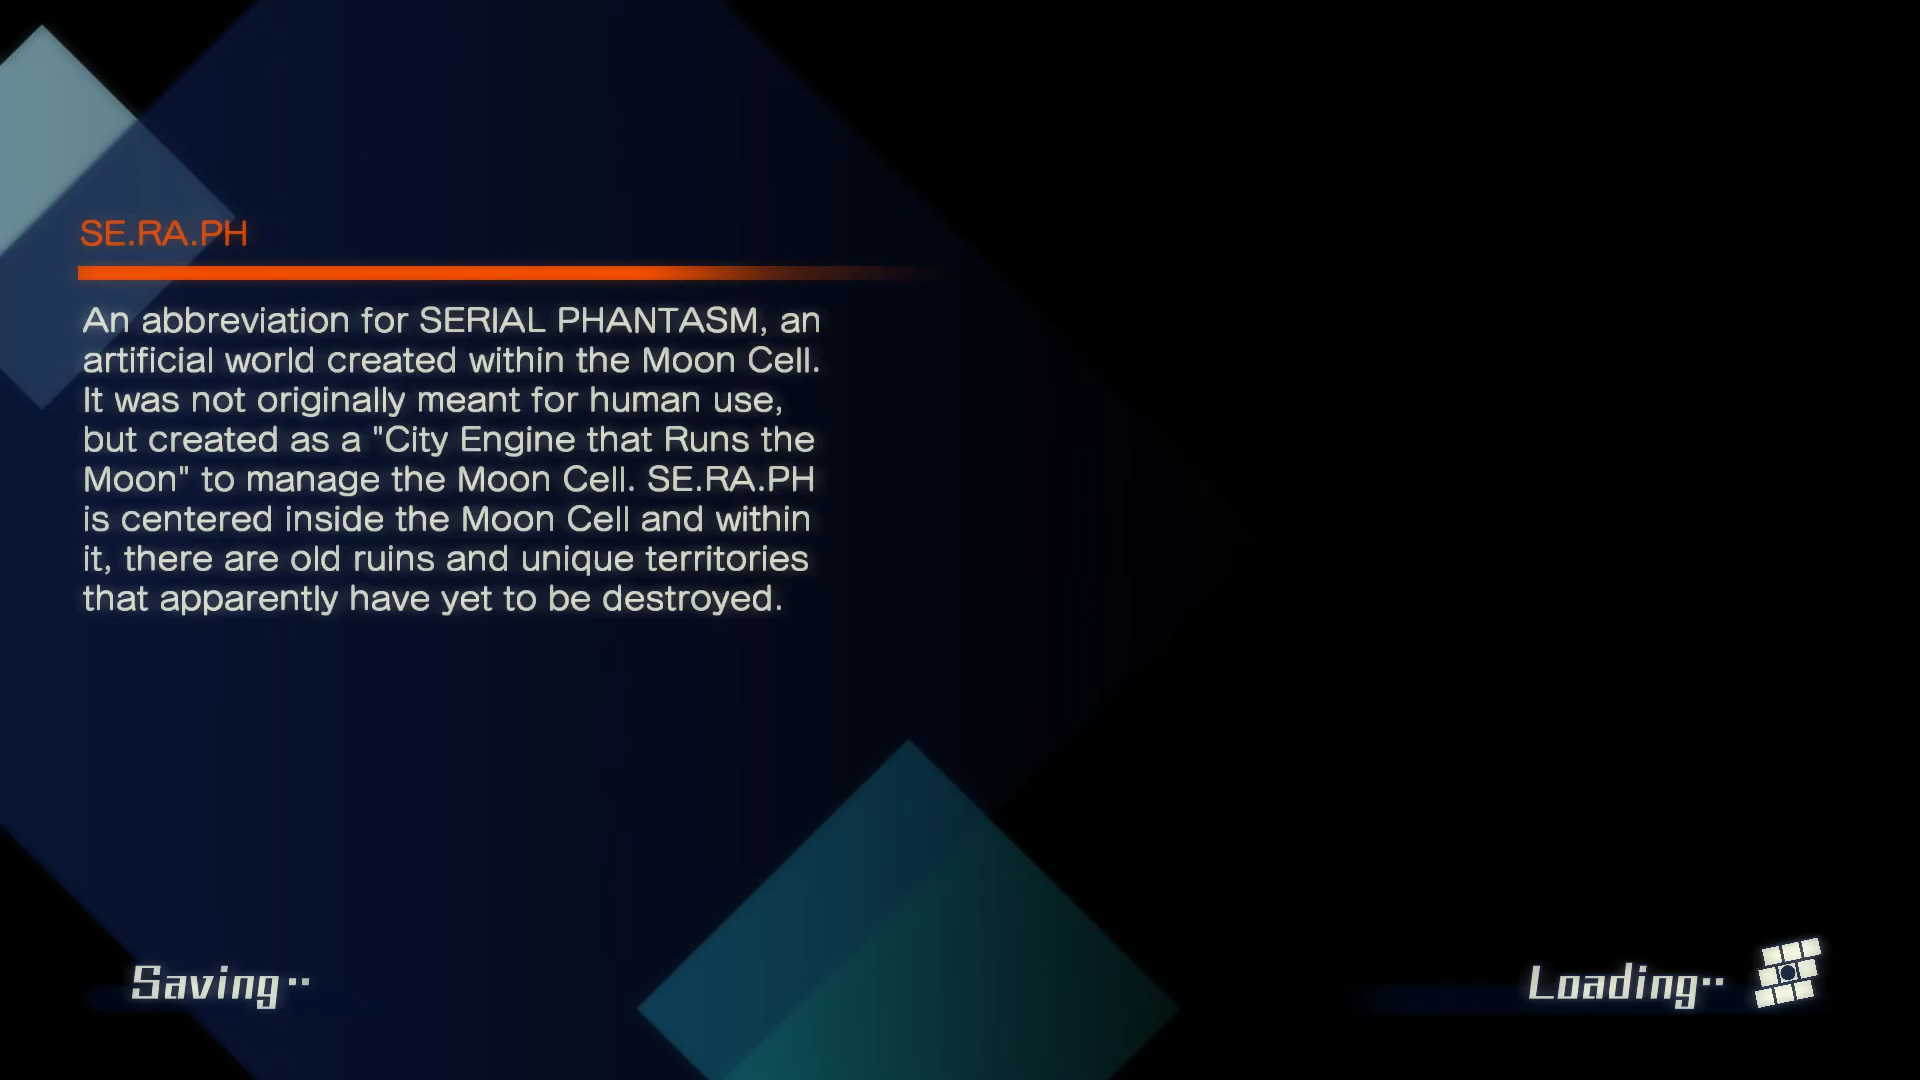 SE.RA.PH
An abbreviation for SERIAL PHANTASM, an
artificial world created within the Moon Cell.
It was not originally meant for human use,
but created as a "City Engine that Runs the
Moon" to manage the Moon Cell. SE.RA.PH
is centered inside the Moon Cell and within
it, there are old ruins and unique territories
that apparently have yet to be destroyed.
Saving··
Loading··